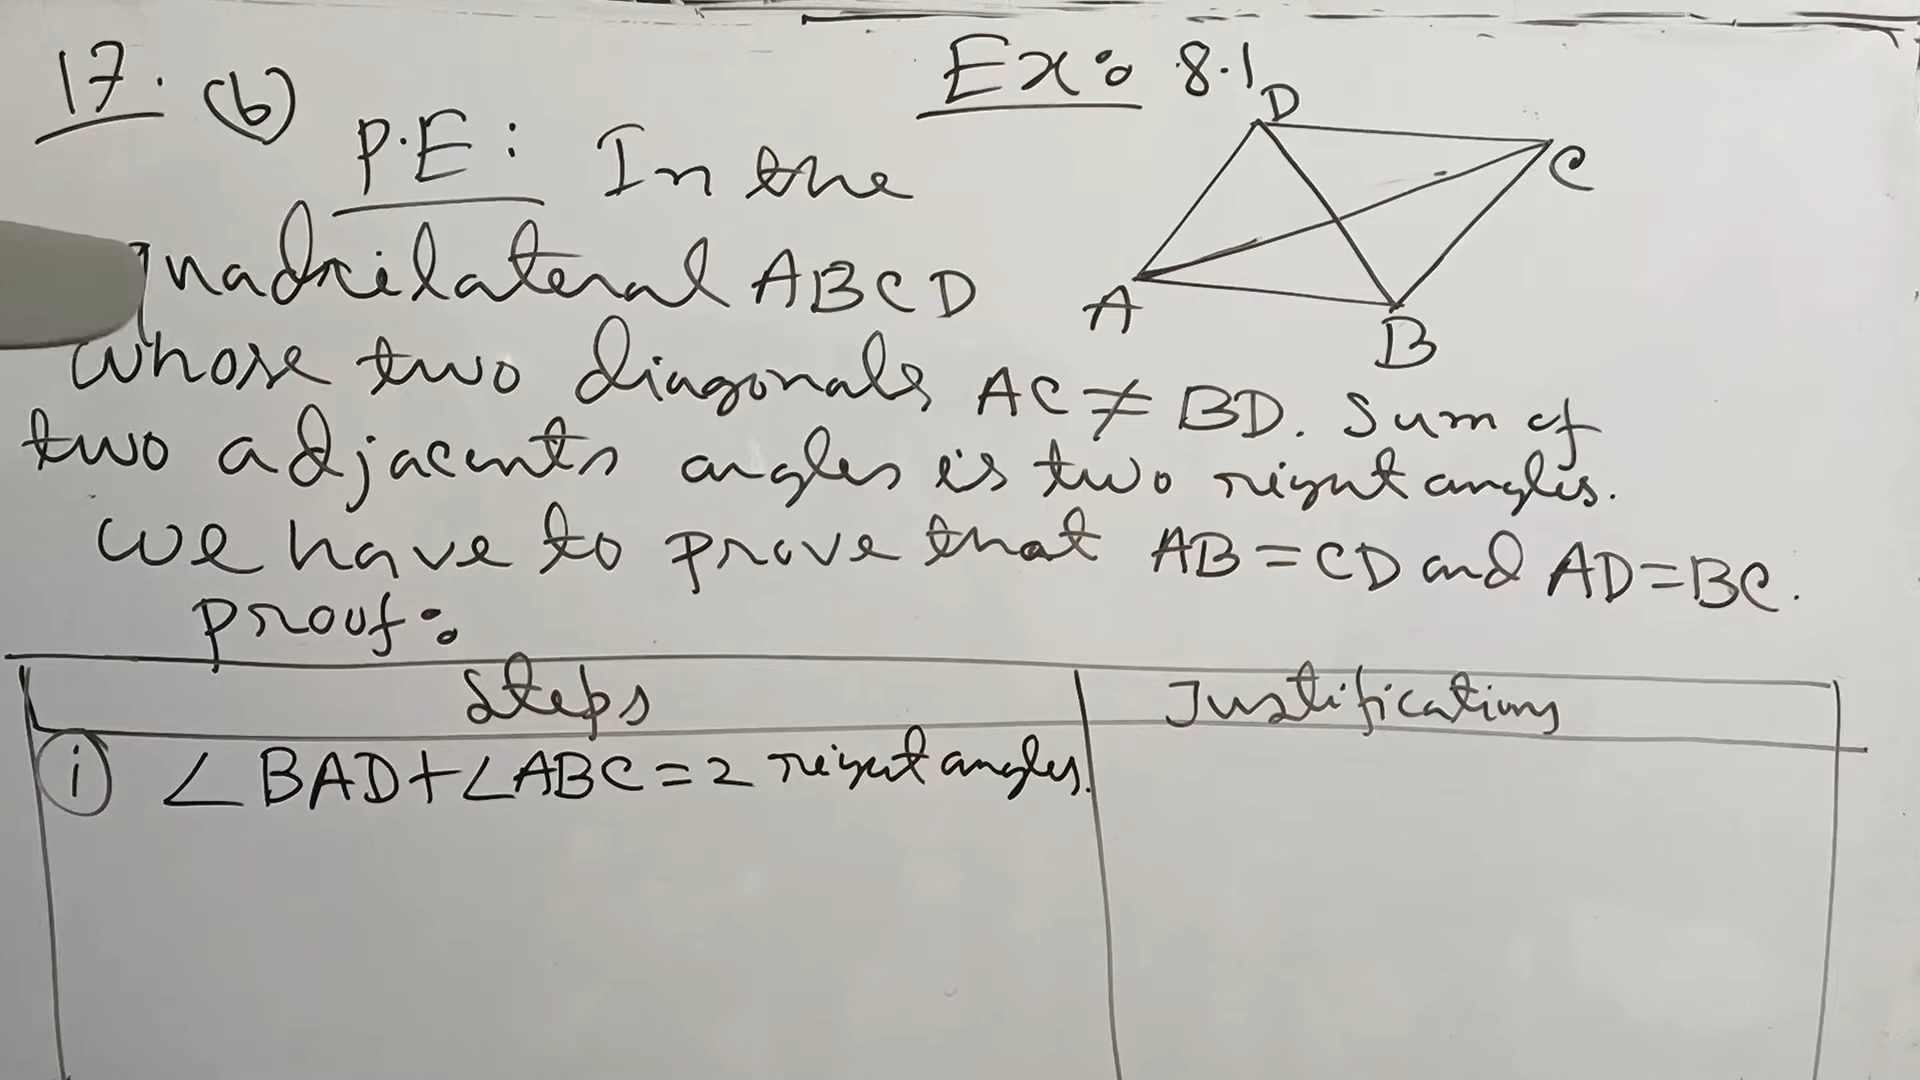 17. (b) Ex: 8.1
P.E: In the
quadrilateral ABCD
whose two diagonals AC ≠ BD. Sum of
two adjacents angles is two right angles.
we have to prove that AB = CD and AD = BC.
Proof:
Steps Justifications
(i) ∠BAD + ∠ABC = 2 right angles.
D
C
A
B